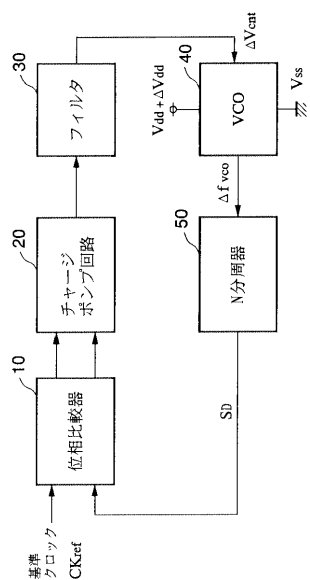 基準
クロック
CKref
10
位相比較器
20
チャージ
ポンプ回路
30
フィルタ
ΔVcnt
40
VCO
Vdd + ΔVdd
Vss
Δf vco
50
N分周器
SD